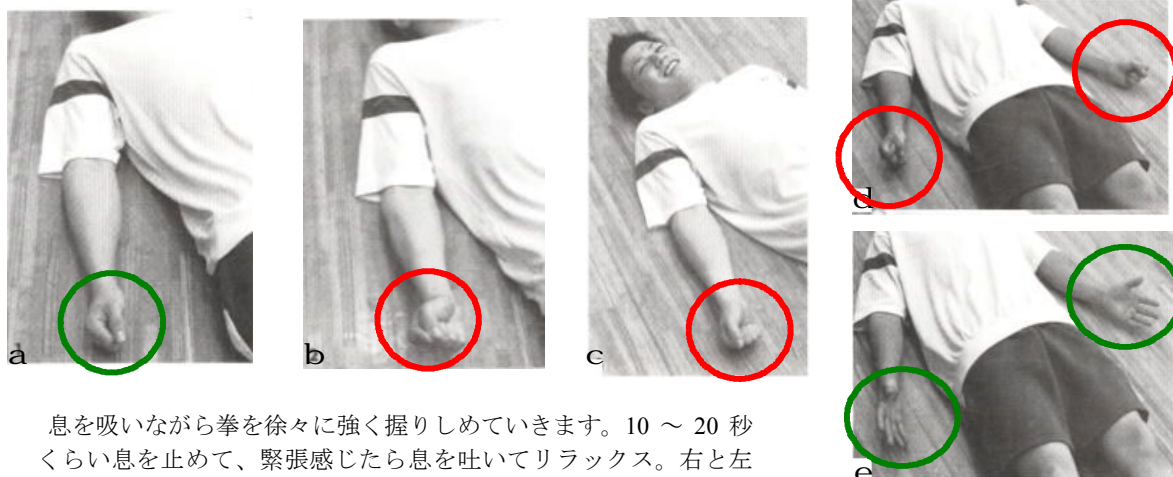 a
b
c
d
e
息を吸いながら拳を徐々に強く握りしめていきます。10 ～ 20 秒
くらい息を止めて、緊張感じたら息を吐いてリラックス。右と左